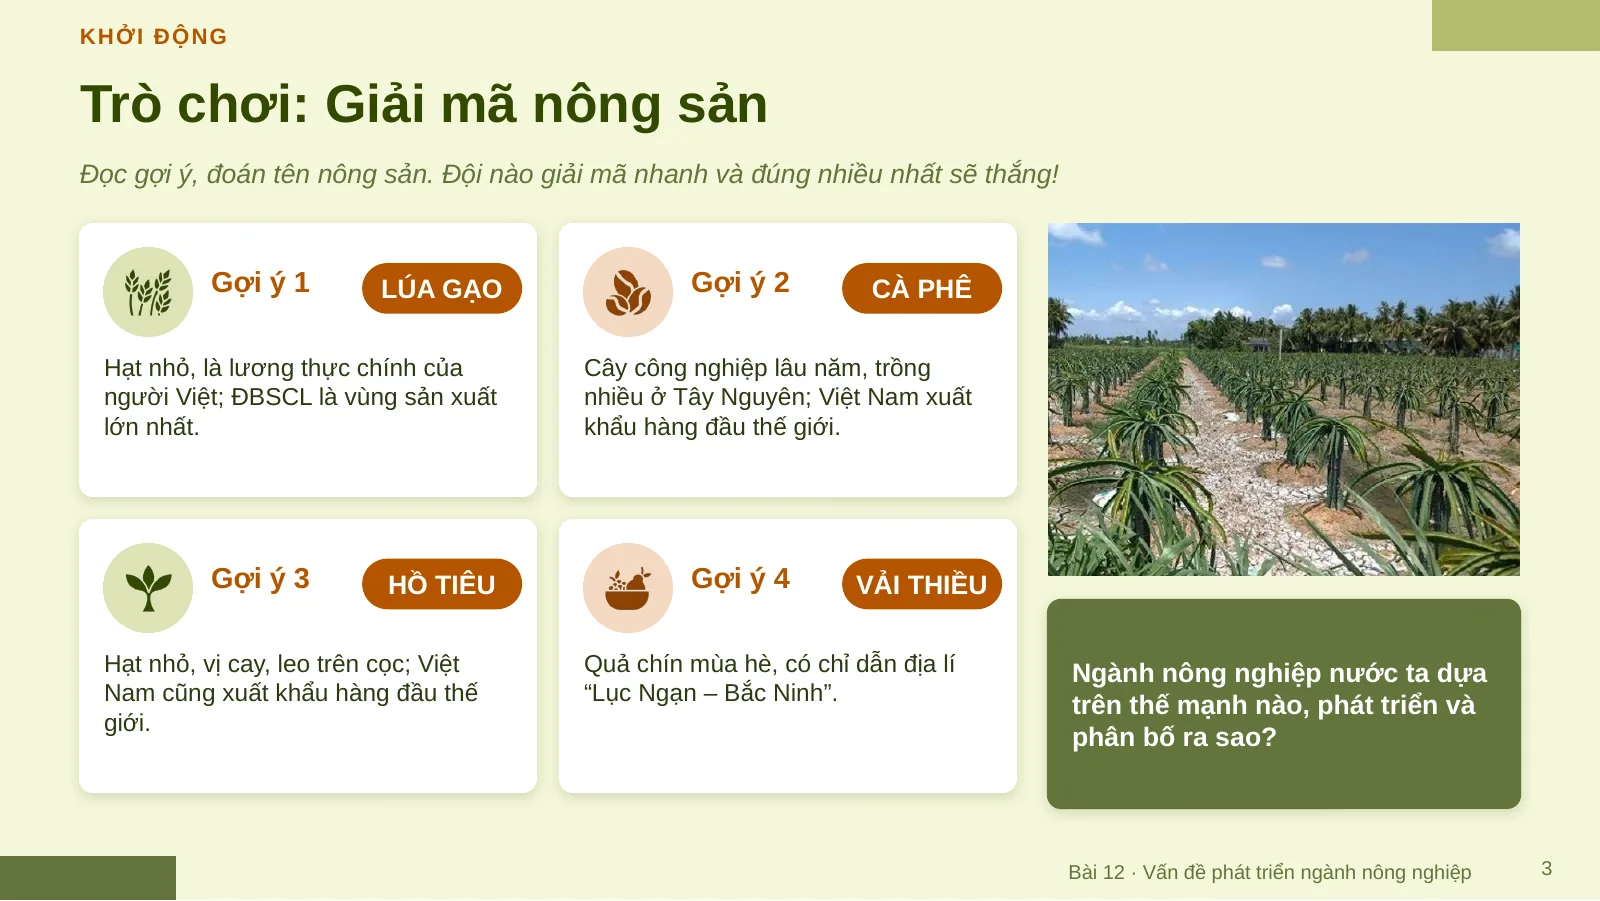 KHỞI ĐỘNG
Trò chơi: Giải mã nông sản
Đọc gợi ý, đoán tên nông sản. Đội nào giải mã nhanh và đúng nhiều nhất sẽ thắng!
Gợi ý 1
LÚA GẠO
Hạt nhỏ, là lương thực chính của
người Việt; ĐBSCL là vùng sản xuất
lớn nhất.
Gợi ý 2
CÀ PHÊ
Cây công nghiệp lâu năm, trồng
nhiều ở Tây Nguyên; Việt Nam xuất
khẩu hàng đầu thế giới.
Gợi ý 3
HỒ TIÊU
Hạt nhỏ, vị cay, leo trên cọc; Việt
Nam cũng xuất khẩu hàng đầu thế
giới.
Gợi ý 4
VẢI THIỀU
Quả chín mùa hè, có chỉ dẫn địa lí
“Lục Ngạn – Bắc Ninh”.
Ngành nông nghiệp nước ta dựa
trên thế mạnh nào, phát triển và
phân bố ra sao?
Bài 12 · Vấn đề phát triển ngành nông nghiệp
3